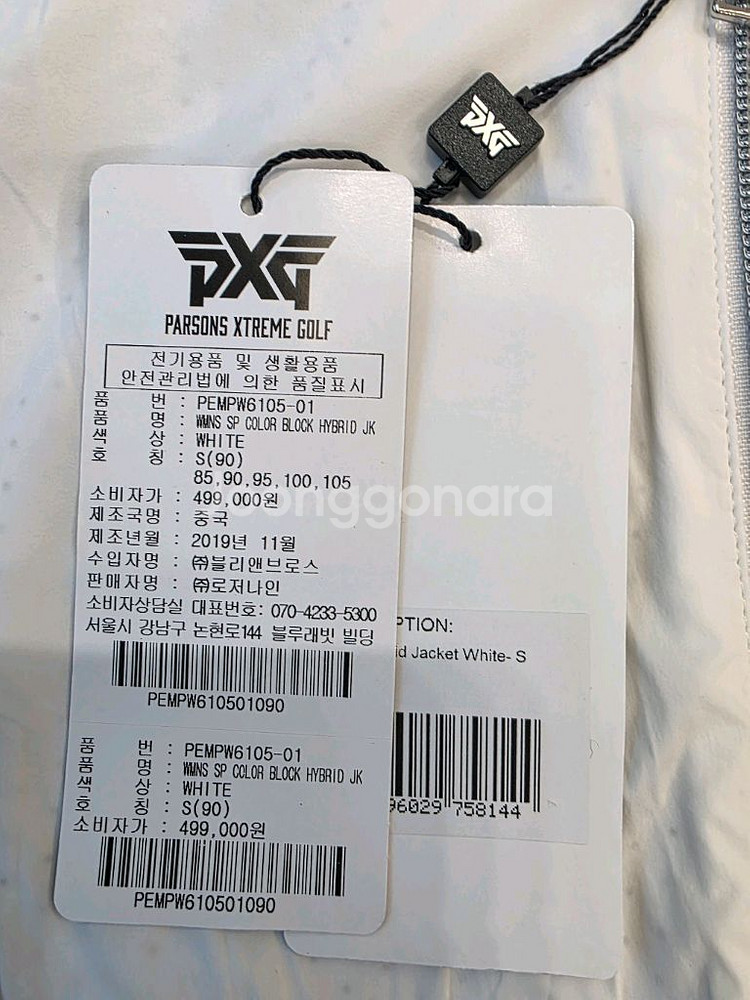 PXG
PXG
PARSONS XTREME GOLF
전기용품 및 생활용품
안전관리법에 의한 품질표시
품 번 : PEMPW6105-01
품 명 : WMNS SP COLOR BLOCK HYBRID JK
색 상 : WHITE
호 칭 : S(90)
85,90,95,100,105
소비자가 : 499,000원
제조국명 : 중국
제조년월 : 2019년 11월
수입자명 : ㈜블리앤브로스
판매자명 : ㈜로저나인
소비자상담실 대표번호: 070-4233-5300
서울시 강남구 논현로144 블루래빗 빌딩
PEMPW610501090
품 번 : PEMPW6105-01
품 명 : WMNS SP COLOR BLOCK HYBRID JK
색 상 : WHITE
호 칭 : S(90)
소비자가 : 499,000원
PEMPW610501090
PTION:
id Jacket White- S
96029 758144
joonggonara